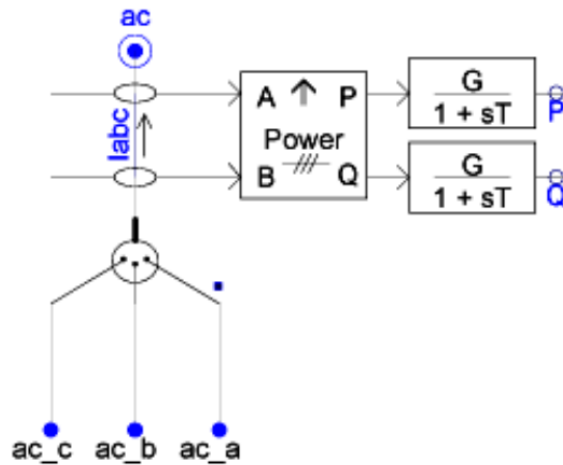 ac
Iabc
A P
Power
B Q
G
1 + sT
P
G
1 + sT
Q
ac_c ac_b ac_a